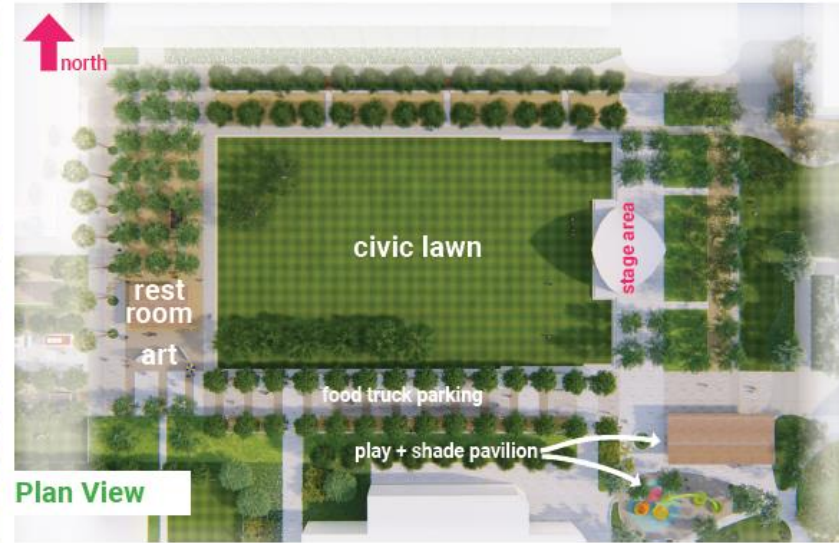 north
civic lawn
stage area
rest
room
art
food truck parking
play + shade pavilion
Plan View